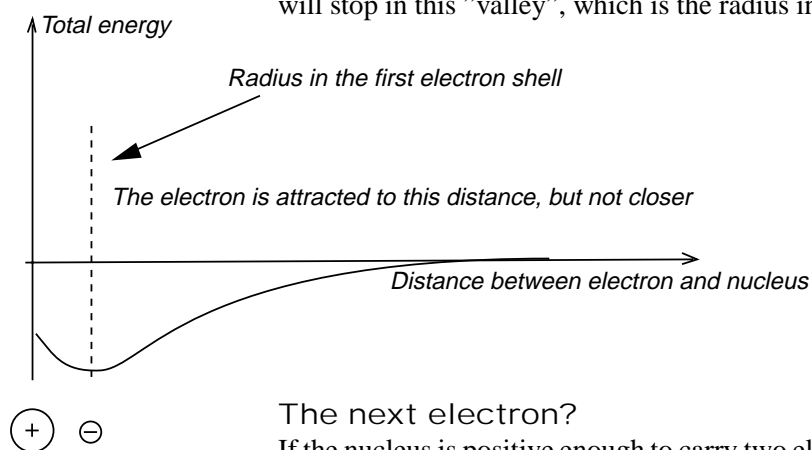 will stop in this ”valley”, which is the radius in
Total energy
Radius in the first electron shell
The electron is attracted to this distance, but not closer
Distance between electron and nucleus
+ −
The next electron?
If the nucleus is positive enough to carry two el